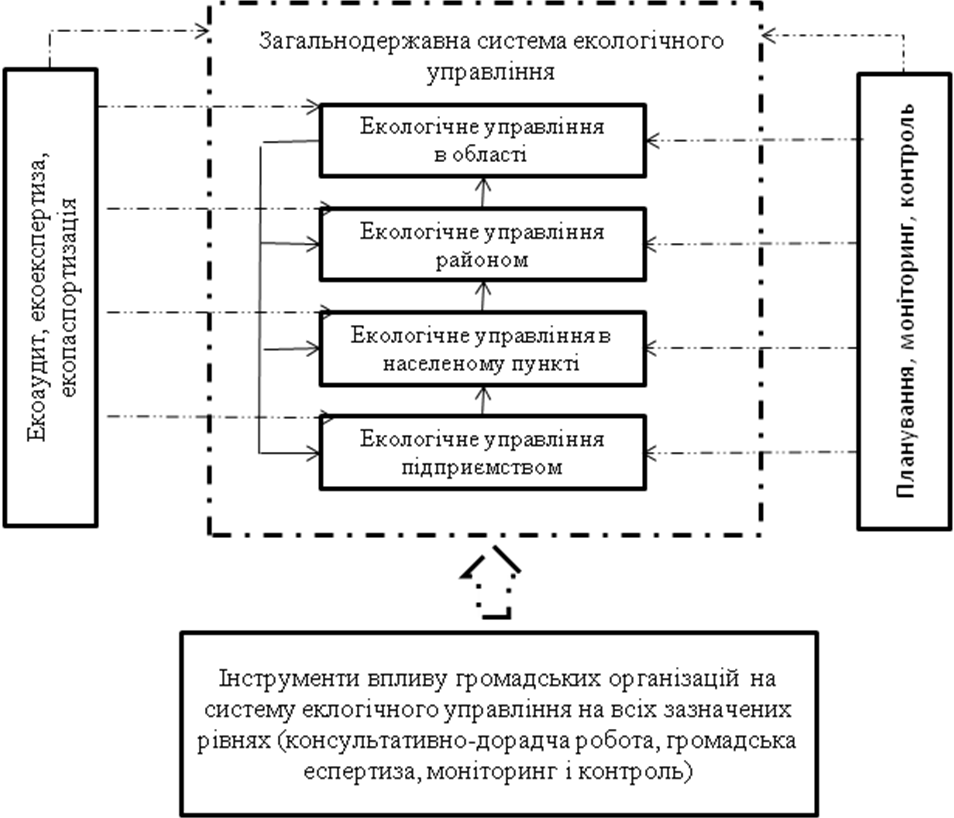 Загальнодержавна система екологічного
управління
Екоаудит, екоекспертиза,
екопаспортизація
Екологічне управління
в області
Екологічне управління
районом
Екологічне управління в
населеному пункті
Екологічне управління
підприємством
Планування, моніторинг, контроль
Інструменти впливу громадських організацій на
систему еклогічного управління на всіх зазначених
рівнях (консультативно-дорадча робота, громадська
еспертиза, моніторинг і контроль)